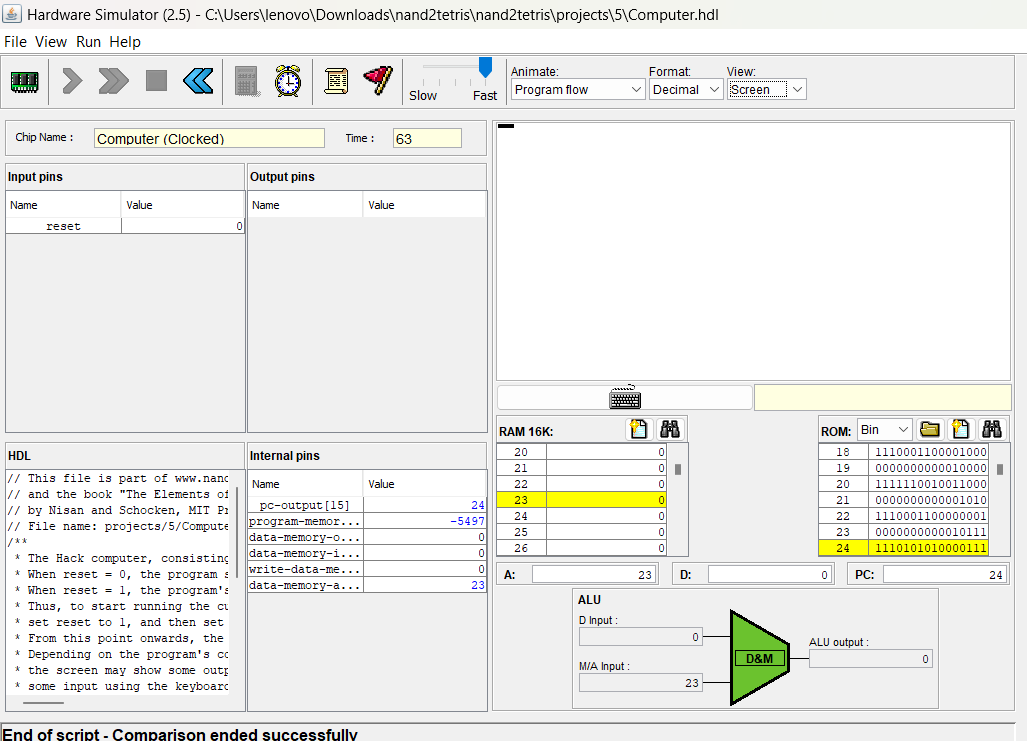 Hardware Simulator (2.5) - C:\Users\lenovo\Downloads\nand2tetris\nand2tetris\projects\5\Computer.hdl
File View Run Help
Slow Fast
Animate: Format: View:
Program flow Decimal Screen
Chip Name : Computer (Clocked) Time : 63
Input pins
Name Value
reset 0
Output pins
Name Value
HDL
// This file is part of www.nand
// and the book "The Elements of
// by Nisan and Schocken, MIT Pr
// File name: projects/5/Compute
/**
* The Hack computer, consisting
* When reset = 0, the program s
* When reset = 1, the program's
* Thus, to start running the cu
* set reset to 1, and then set
* From this point onwards, the
* Depending on the program's co
* the screen may show some outp
* some input using the keyboard
Internal pins
Name Value
pc-output[15] 24
program-memor... -5497
data-memory-o... 0
data-memory-i... 0
write-data-me... 0
data-memory-a... 23
RAM 16K:
20 0
21 0
22 0
23 0
24 0
25 0
26 0
ROM: Bin
18 1110001100001000
19 0000000000010000
20 1111110010011000
21 0000000000001010
22 1110001100000001
23 0000000000010111
24 1110101010000111
A: 23 D: 0 PC: 24
ALU
D Input :
0
M/A Input :
23
D&M
ALU output :
0
End of script - Comparison ended successfully